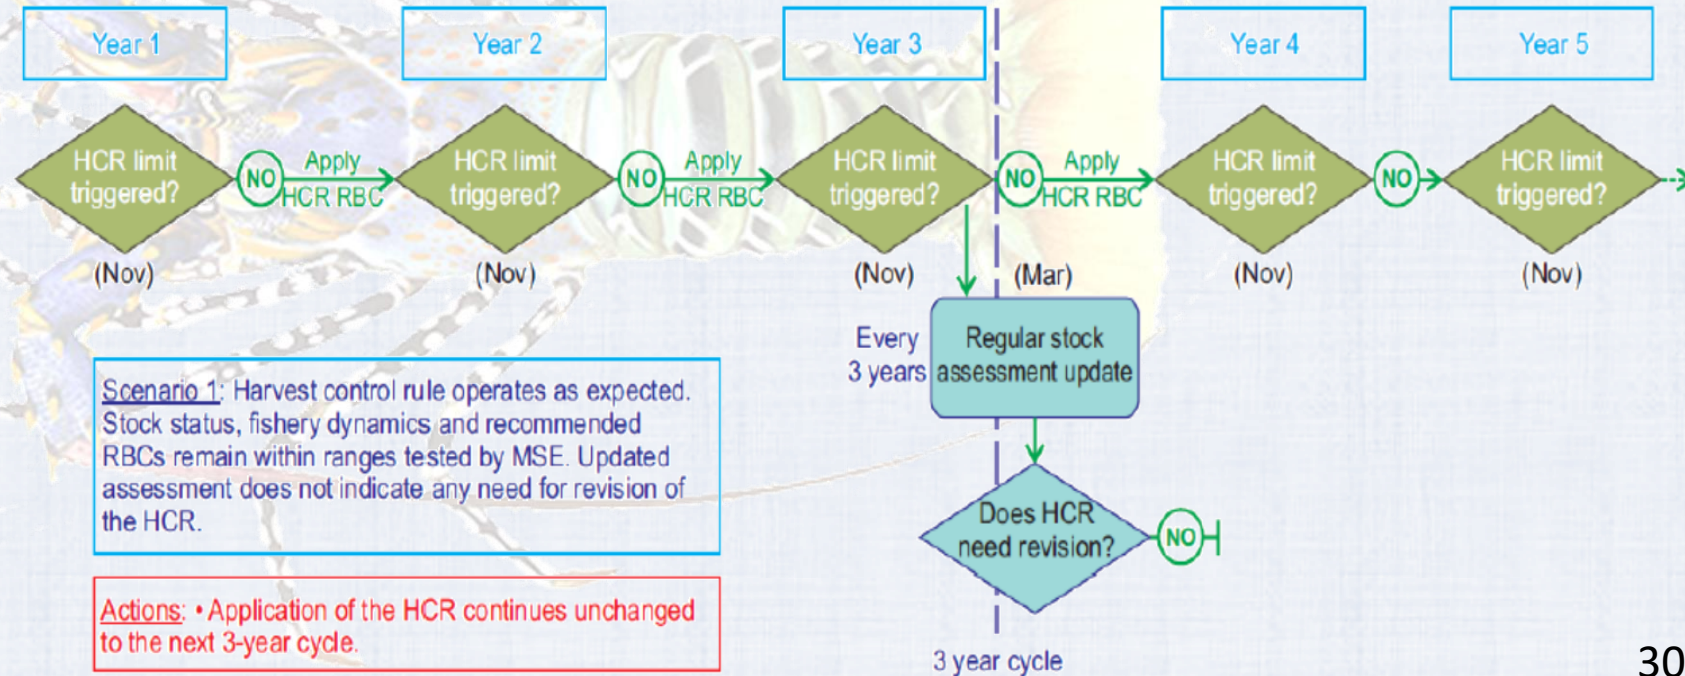 Year 1
Year 2
Year 3
Year 4
Year 5
HCR limit
triggered?
NO
Apply
HCR RBC
HCR limit
triggered?
NO
Apply
HCR RBC
HCR limit
triggered?
NO
Apply
HCR RBC
HCR limit
triggered?
NO
HCR limit
triggered?
(Nov)
(Nov)
(Nov)
(Mar)
(Nov)
(Nov)
Every
3 years
Regular stock
assessment update
Scenario 1: Harvest control rule operates as expected.
Stock status, fishery dynamics and recommended
RBCs remain within ranges tested by MSE. Updated
assessment does not indicate any need for revision of
the HCR.
Does HCR
need revision?
NO
Actions: • Application of the HCR continues unchanged
to the next 3-year cycle.
3 year cycle
30